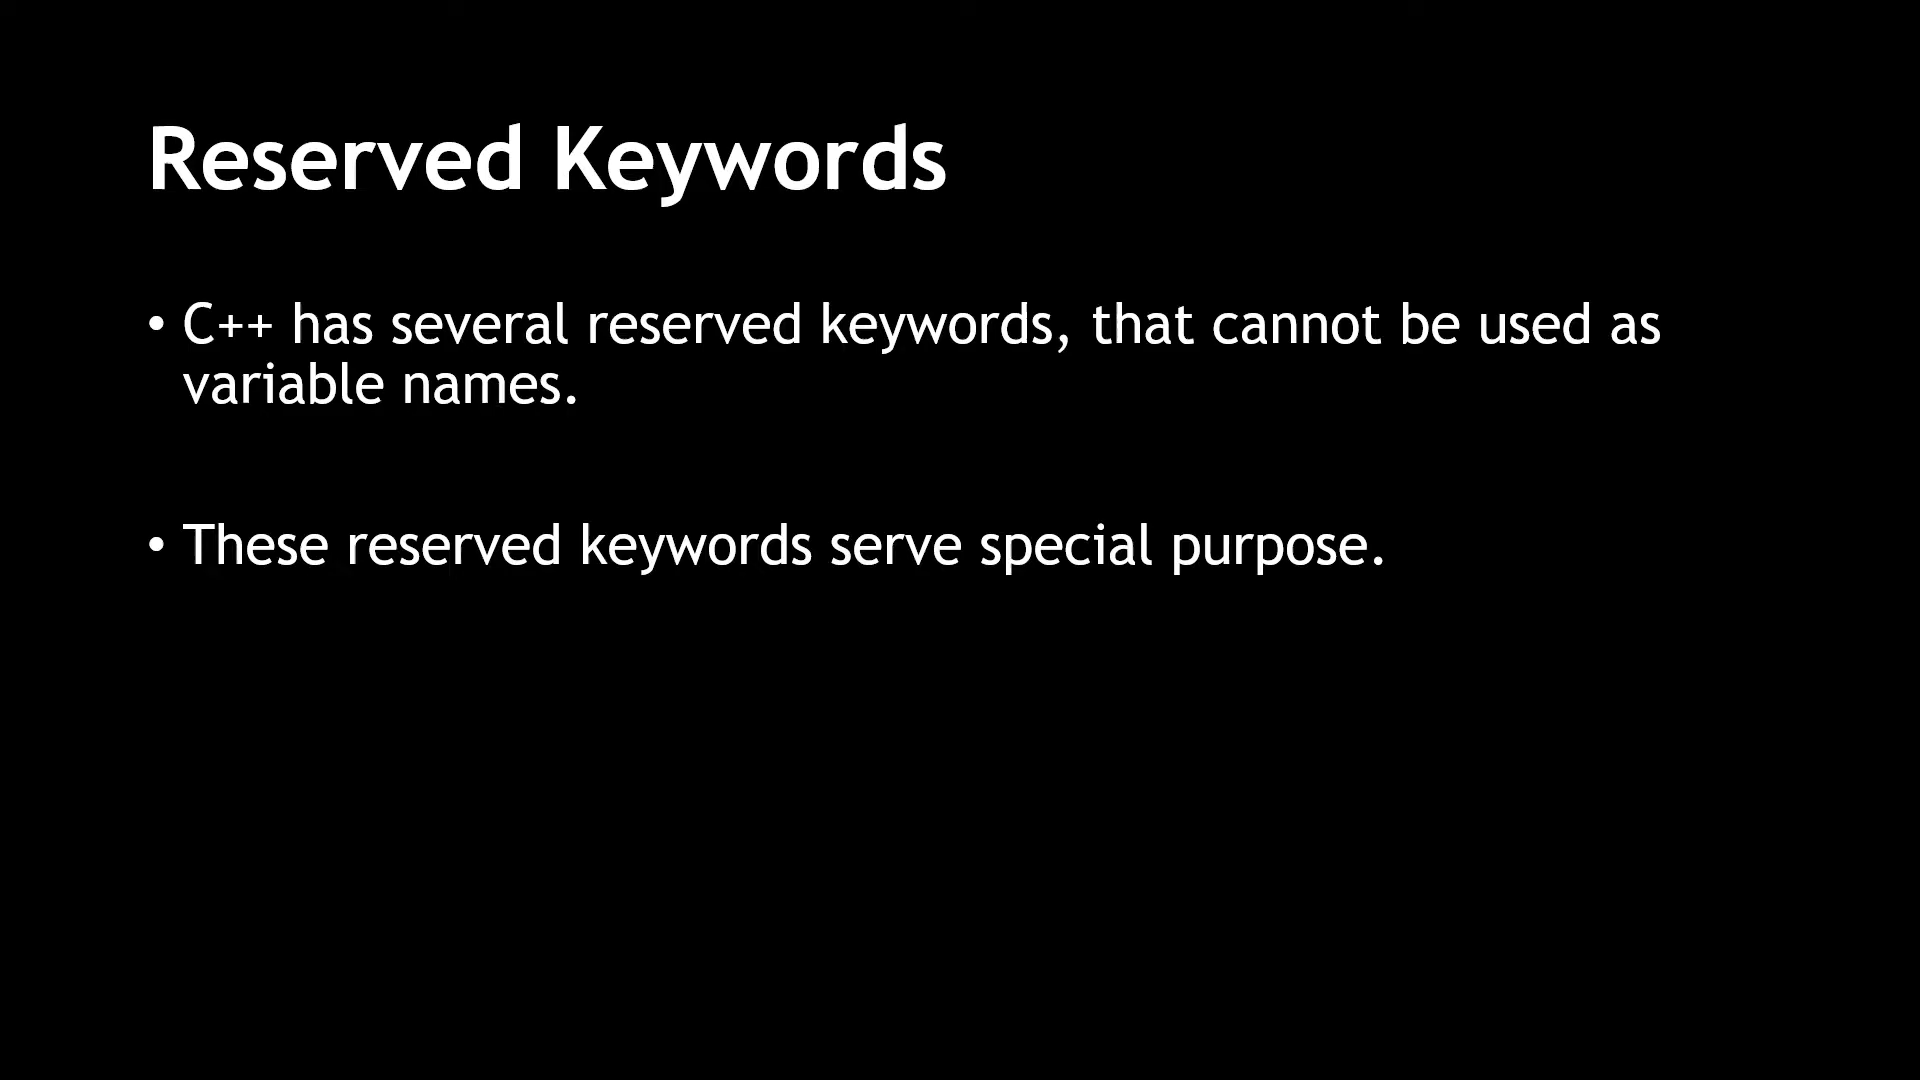 Reserved Keywords
• C++ has several reserved keywords, that cannot be used as
variable names.
• These reserved keywords serve special purpose.